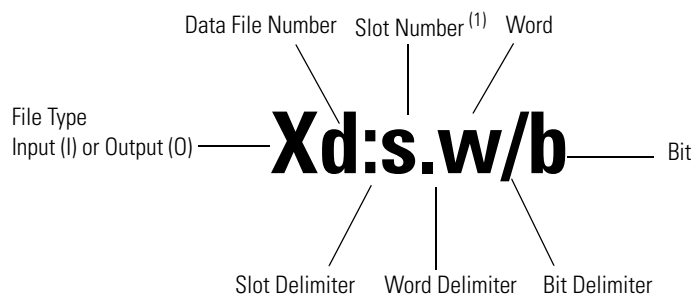 Data File Number Slot Number (1) Word
File Type
Input (I) or Output (O)
Xd:s.w/b
Bit
Slot Delimiter Word Delimiter Bit Delimiter